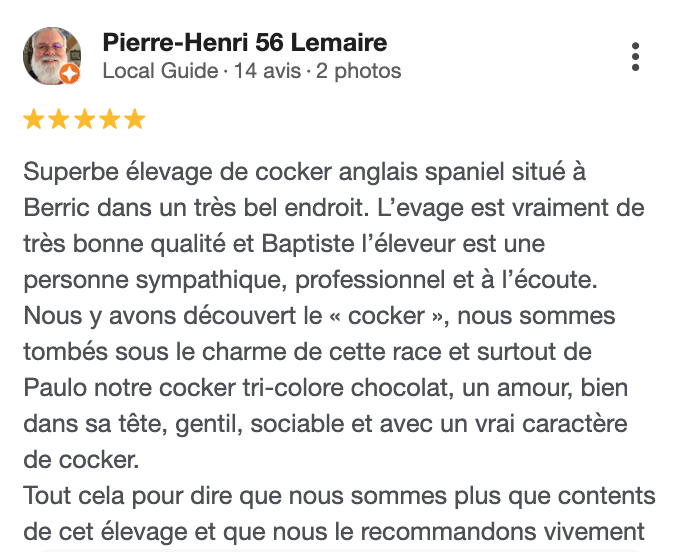 Pierre-Henri 56 Lemaire
Local Guide · 14 avis · 2 photos
Superbe élevage de cocker anglais spaniel situé à
Berric dans un très bel endroit. L’evage est vraiment de
très bonne qualité et Baptiste l’éleveur est une
personne sympathique, professionnel et à l’écoute.
Nous y avons découvert le « cocker », nous sommes
tombés sous le charme de cette race et surtout de
Paulo notre cocker tri-colore chocolat, un amour, bien
dans sa tête, gentil, sociable et avec un vrai caractère
de cocker.
Tout cela pour dire que nous sommes plus que contents
de cet élevage et que nous le recommandons vivement